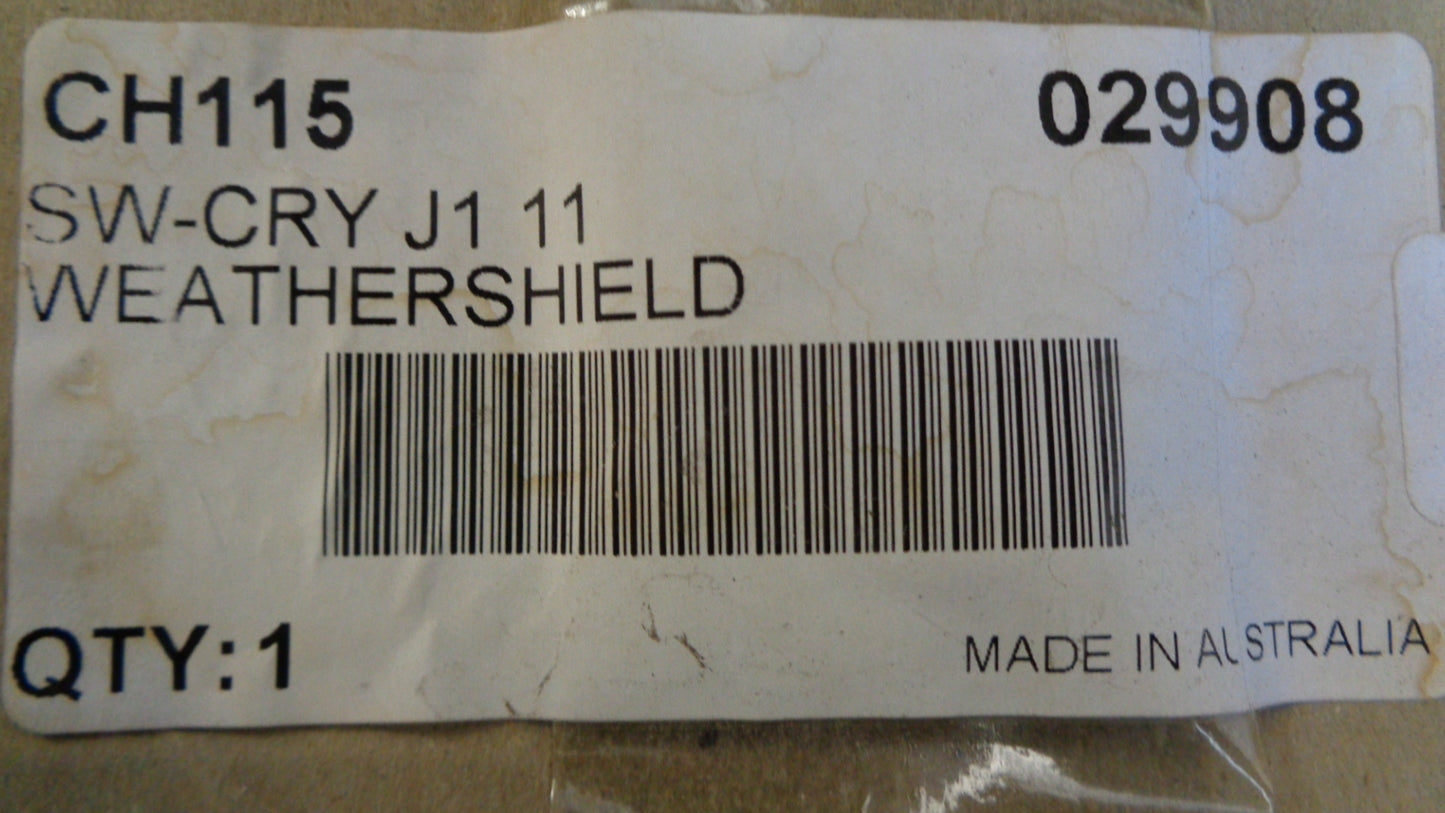 CH115 029908
SW-CRY J1 11
WEATHERSHIELD
QTY:1 MADE IN AUSTRALIA